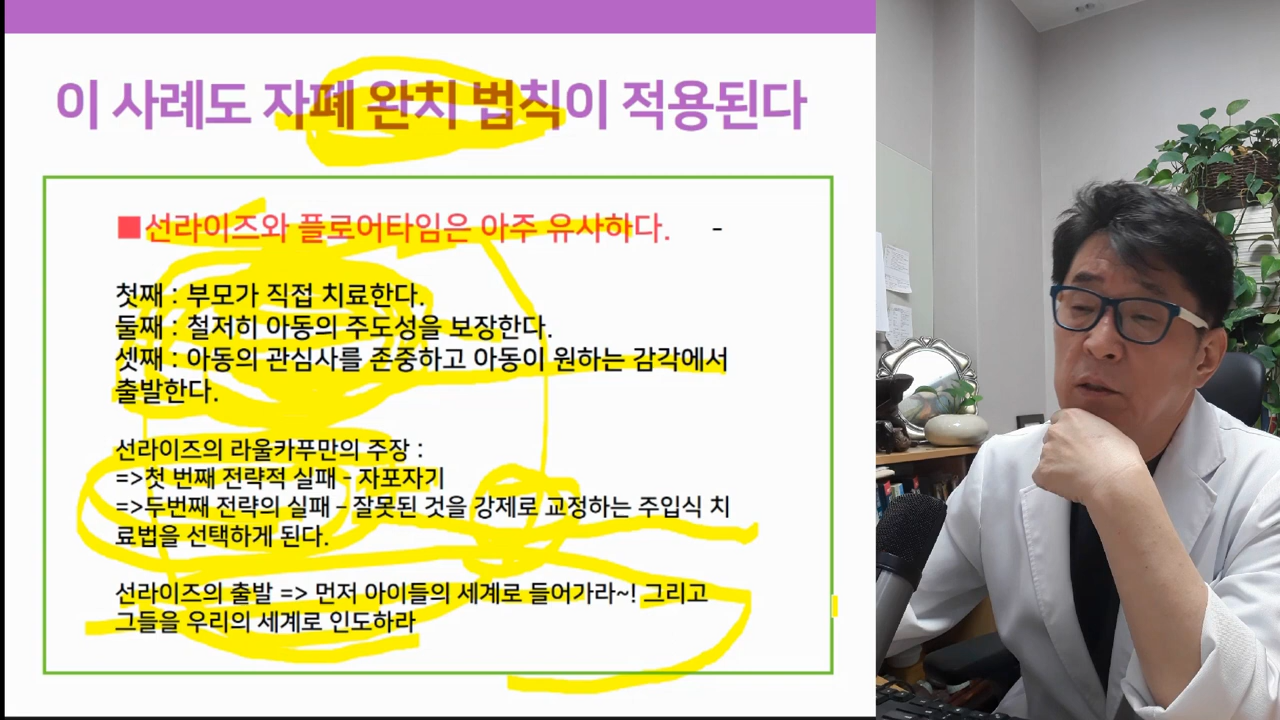 이 사례도 자폐 완치 법칙이 적용된다
■선라이즈와 플로어타임은 아주 유사하다. -
첫째 : 부모가 직접 치료한다.
둘째 : 철저히 아동의 주도성을 보장한다.
셋째 : 아동의 관심사를 존중하고 아동이 원하는 감각에서
출발한다.
선라이즈의 라울카푸만의 주장 :
=>첫 번째 전략적 실패 - 자포자기
=>두번째 전략의 실패 - 잘못된 것을 강제로 교정하는 주입식 치
료법을 선택하게 된다.
선라이즈의 출발 => 먼저 아이들의 세계로 들어가라~! 그리고
그들을 우리의 세계로 인도하라